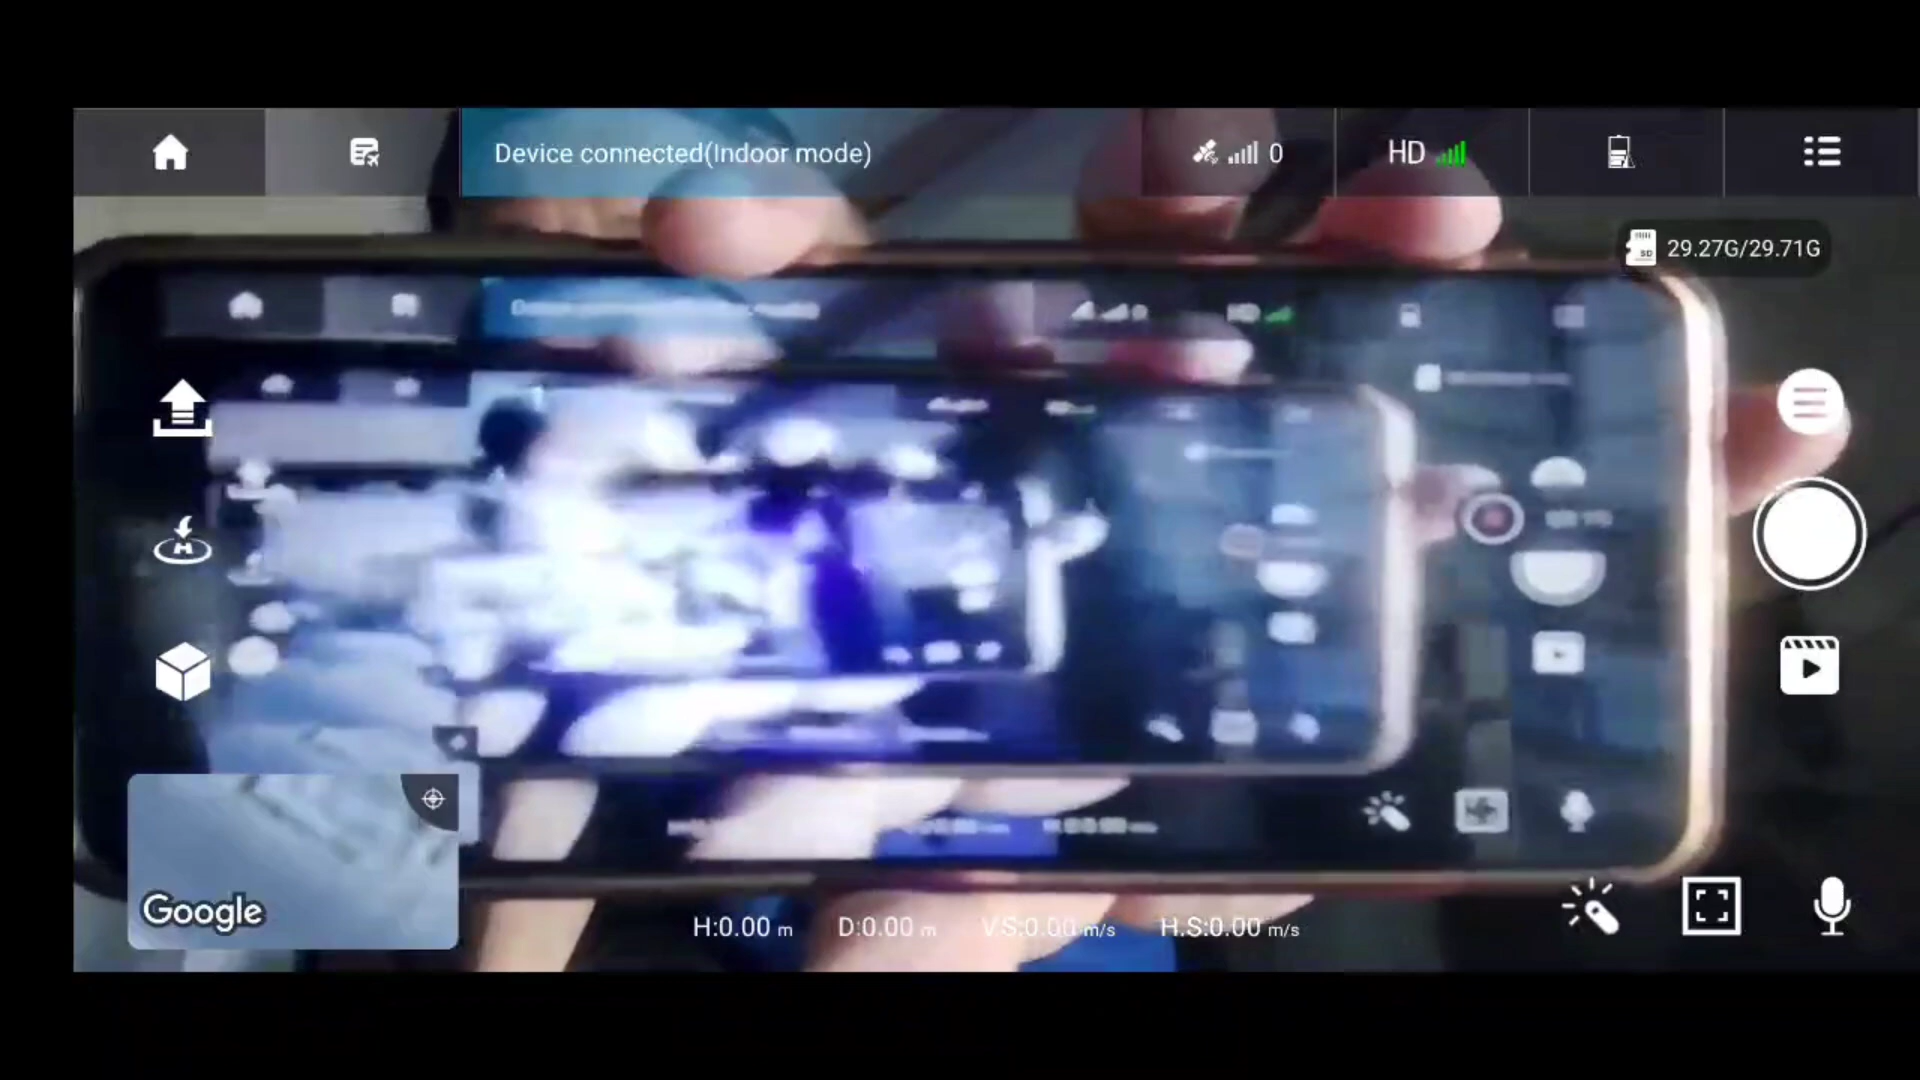 Device connected(Indoor mode)
0
HD
SD
29.27G/29.71G
H
Google
H:0.00 m
D:0.00 m
V.S:0.00 m/s
H.S:0.00 m/s